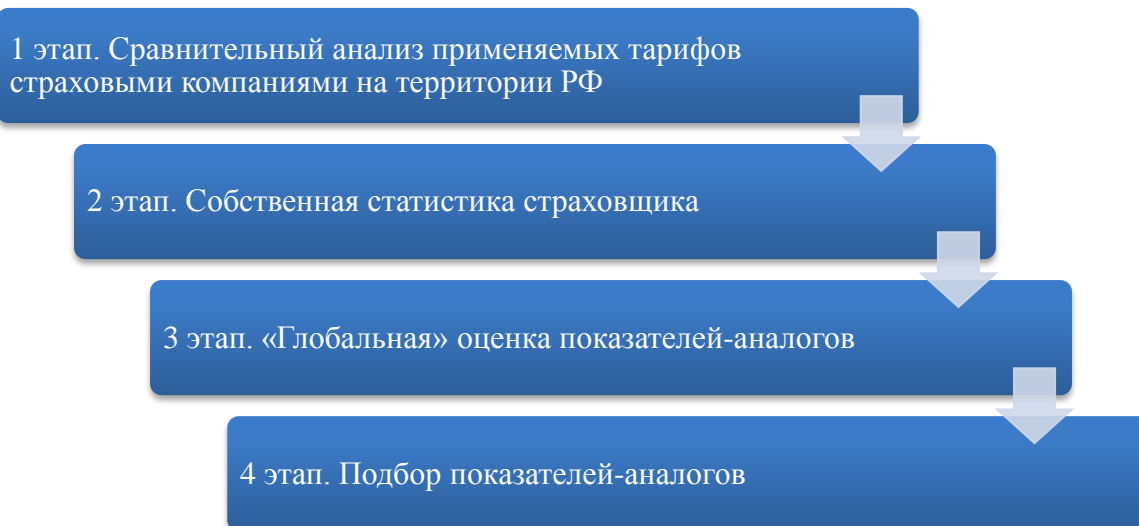 1 этап. Сравнительный анализ применяемых тарифов
страховыми компаниями на территории РФ
2 этап. Собственная статистика страховщика
3 этап. «Глобальная» оценка показателей-аналогов
4 этап. Подбор показателей-аналогов